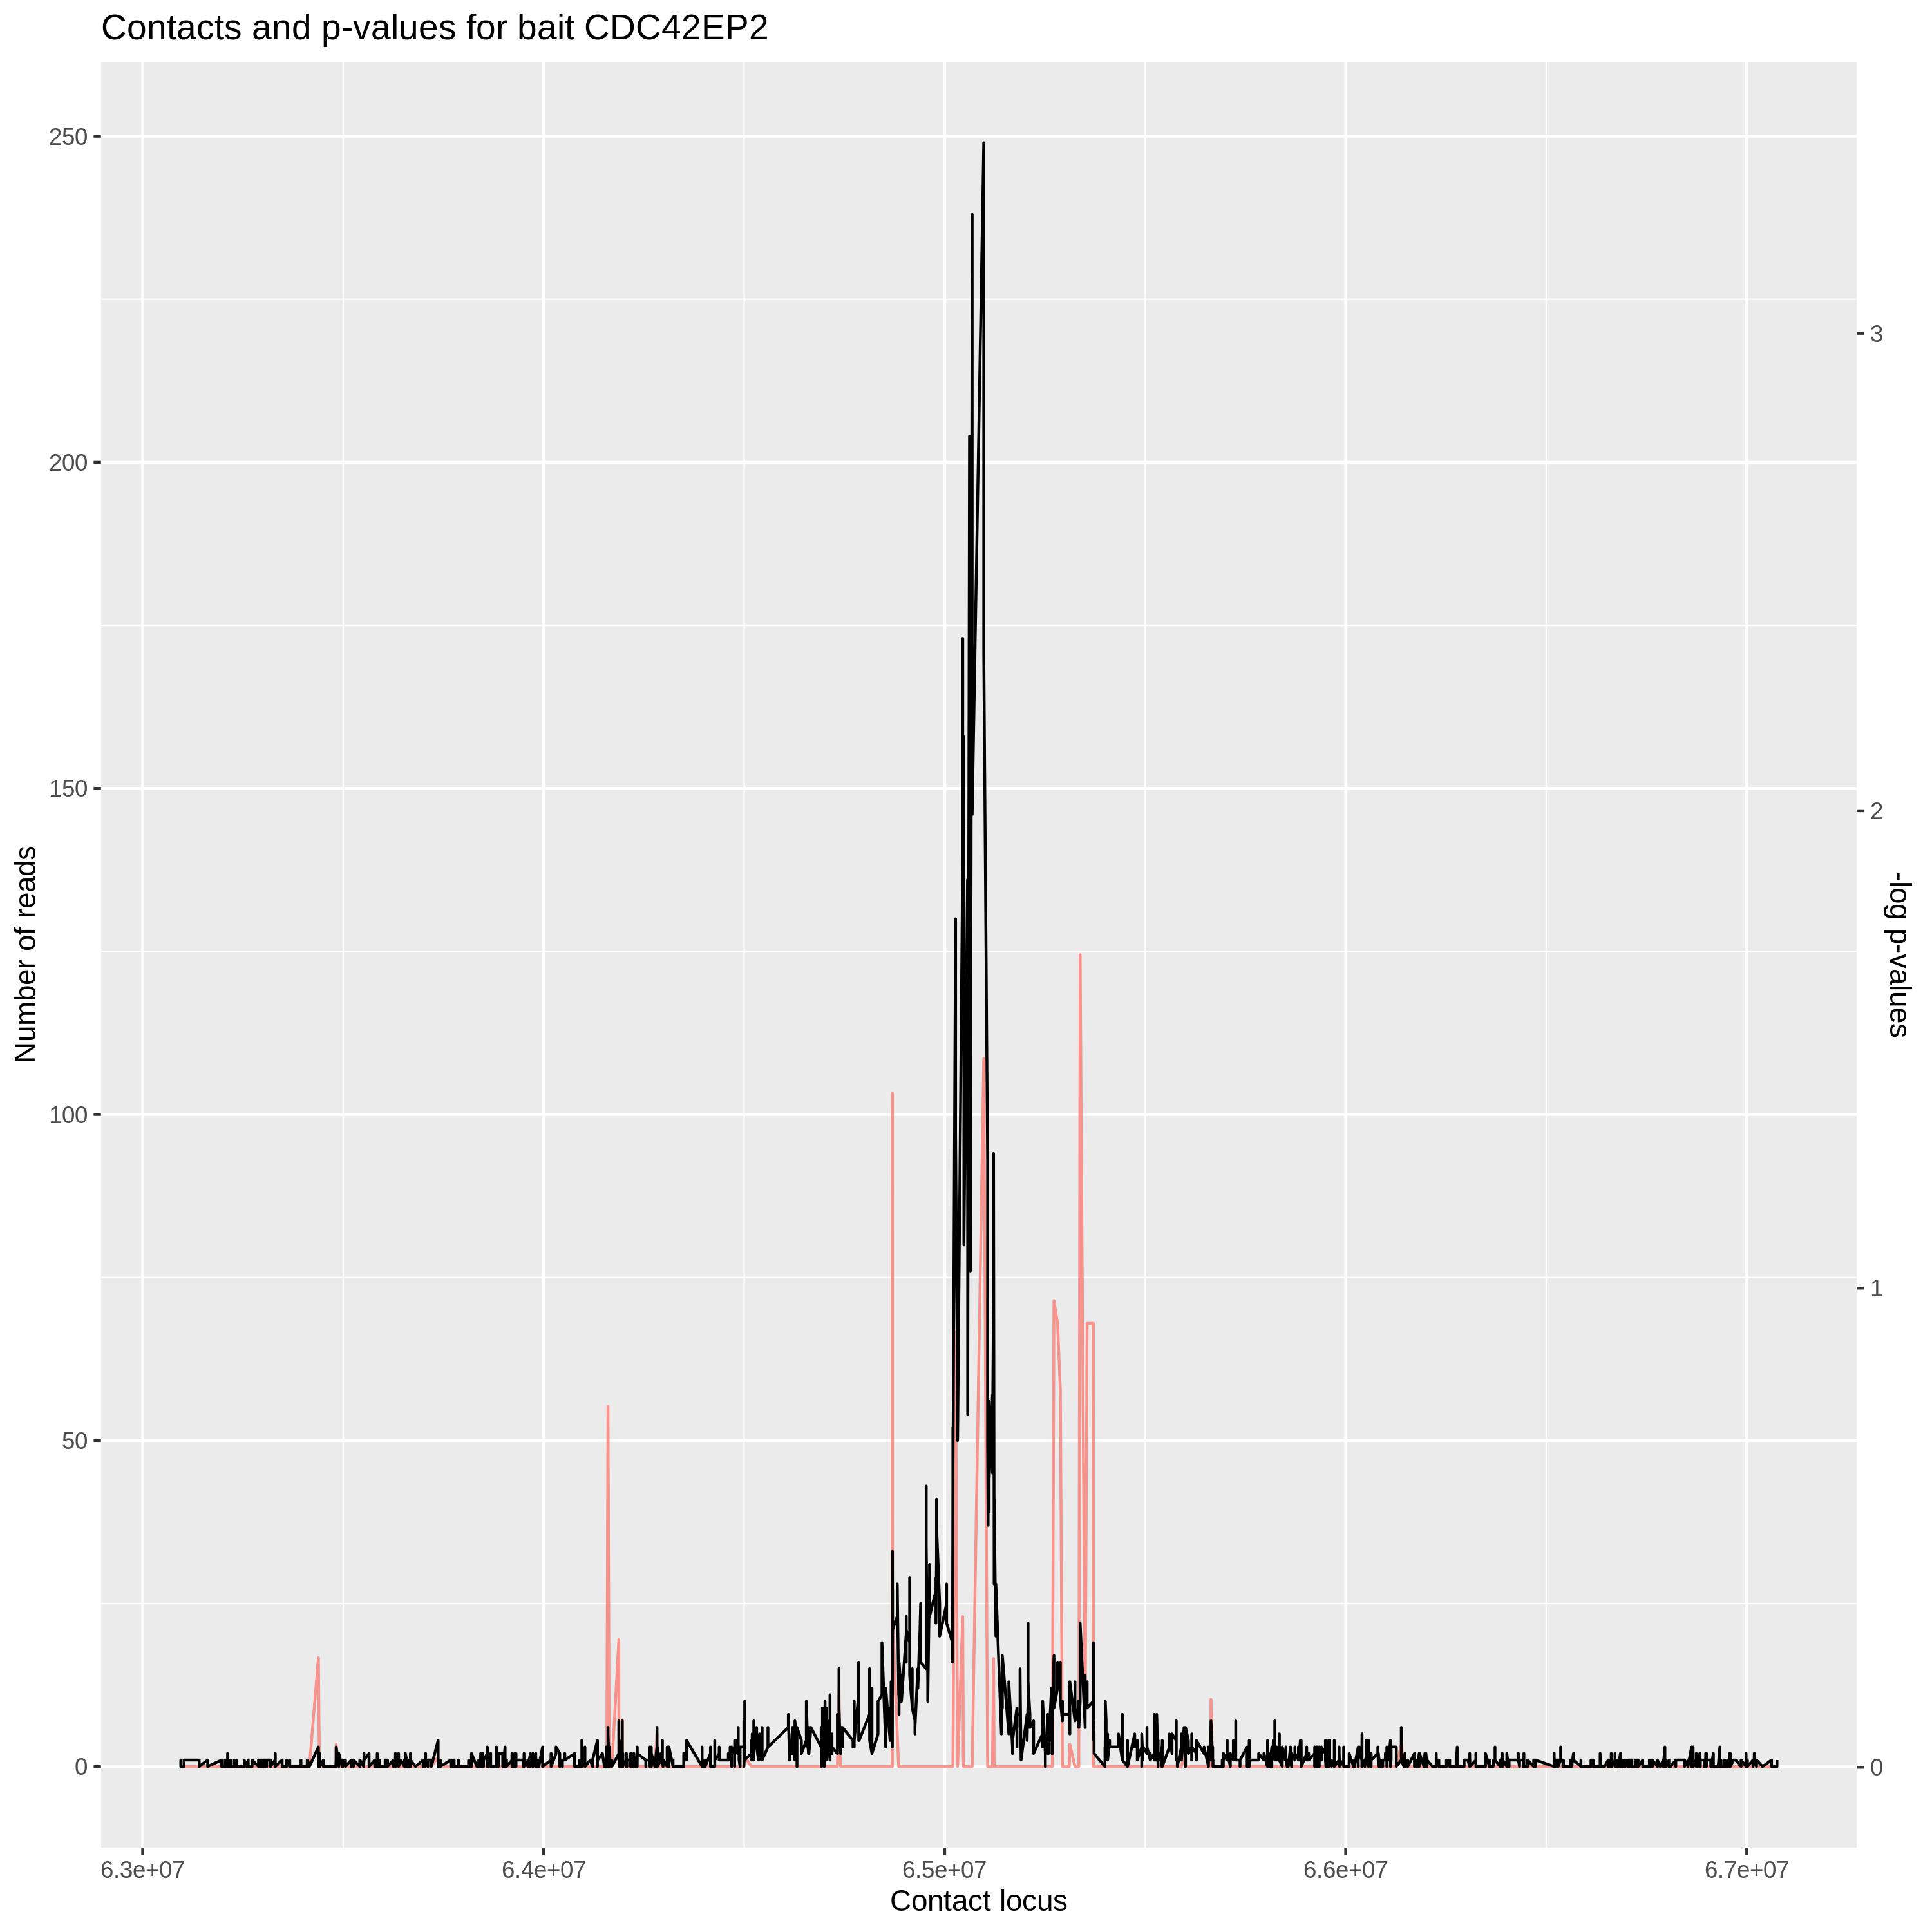 Contacts and p-values for bait CDC42EP2
250
200
150
100
50
0
Number of reads
3
2
1
0
-log p-values
6.3e+07
6.4e+07
6.5e+07
6.6e+07
6.7e+07
Contact locus